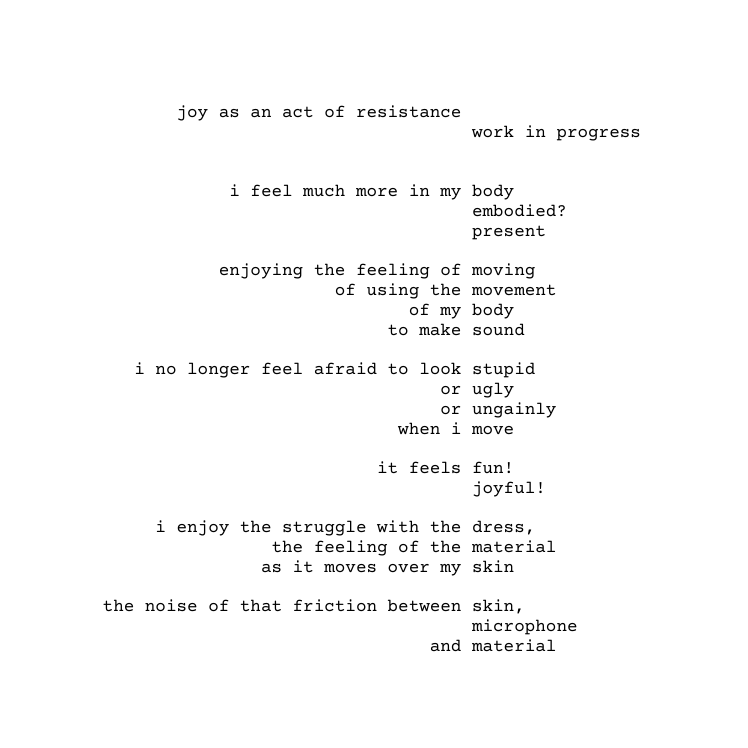 joy as an act of resistance
work in progress
i feel much more in my body
embodied?
present
enjoying the feeling of moving
of using the movement
of my body
to make sound
i no longer feel afraid to look stupid
or ugly
or ungainly
when i move
it feels fun!
joyful!
i enjoy the struggle with the dress,
the feeling of the material
as it moves over my skin
the noise of that friction between skin,
microphone
and material